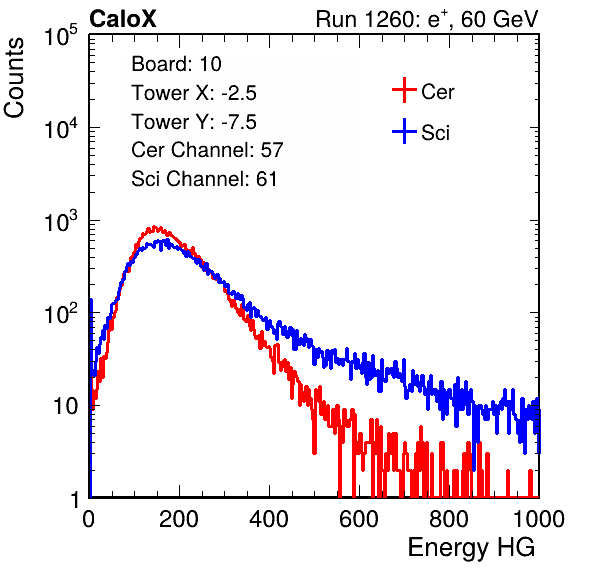 CaloX Run 1260: e⁺, 60 GeV
Board: 10
Tower X: -2.5
Tower Y: -7.5
Cer Channel: 57
Sci Channel: 61
Cer
Sci
Counts
10⁵
10⁴
10³
10²
10
1
0 200 400 600 800 1000
Energy HG